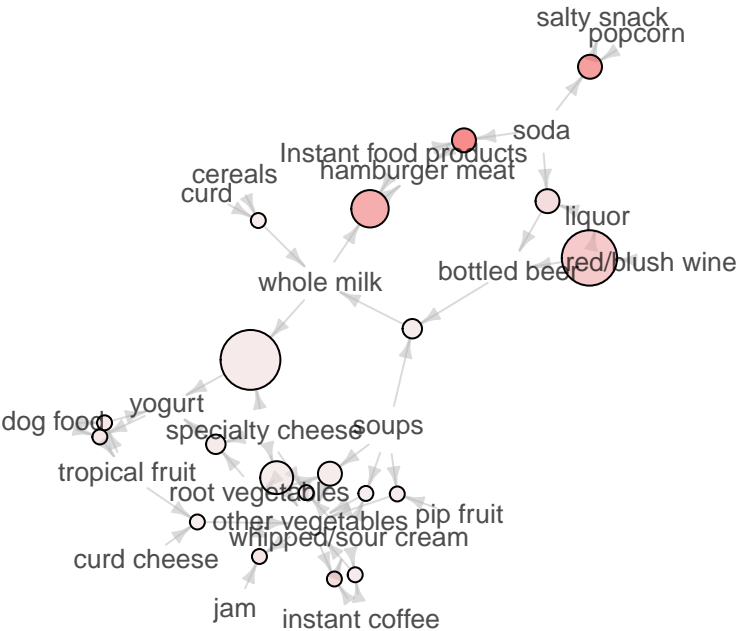 salty snack
popcorn
soda
Instant food products
hamburger meat
cereals
curd
liquor
red/blush wine
bottled beer
whole milk
yogurt
dog food
specialty cheese
soups
tropical fruit
root vegetables
other vegetables
pip fruit
whipped/sour cream
curd cheese
jam
instant coffee